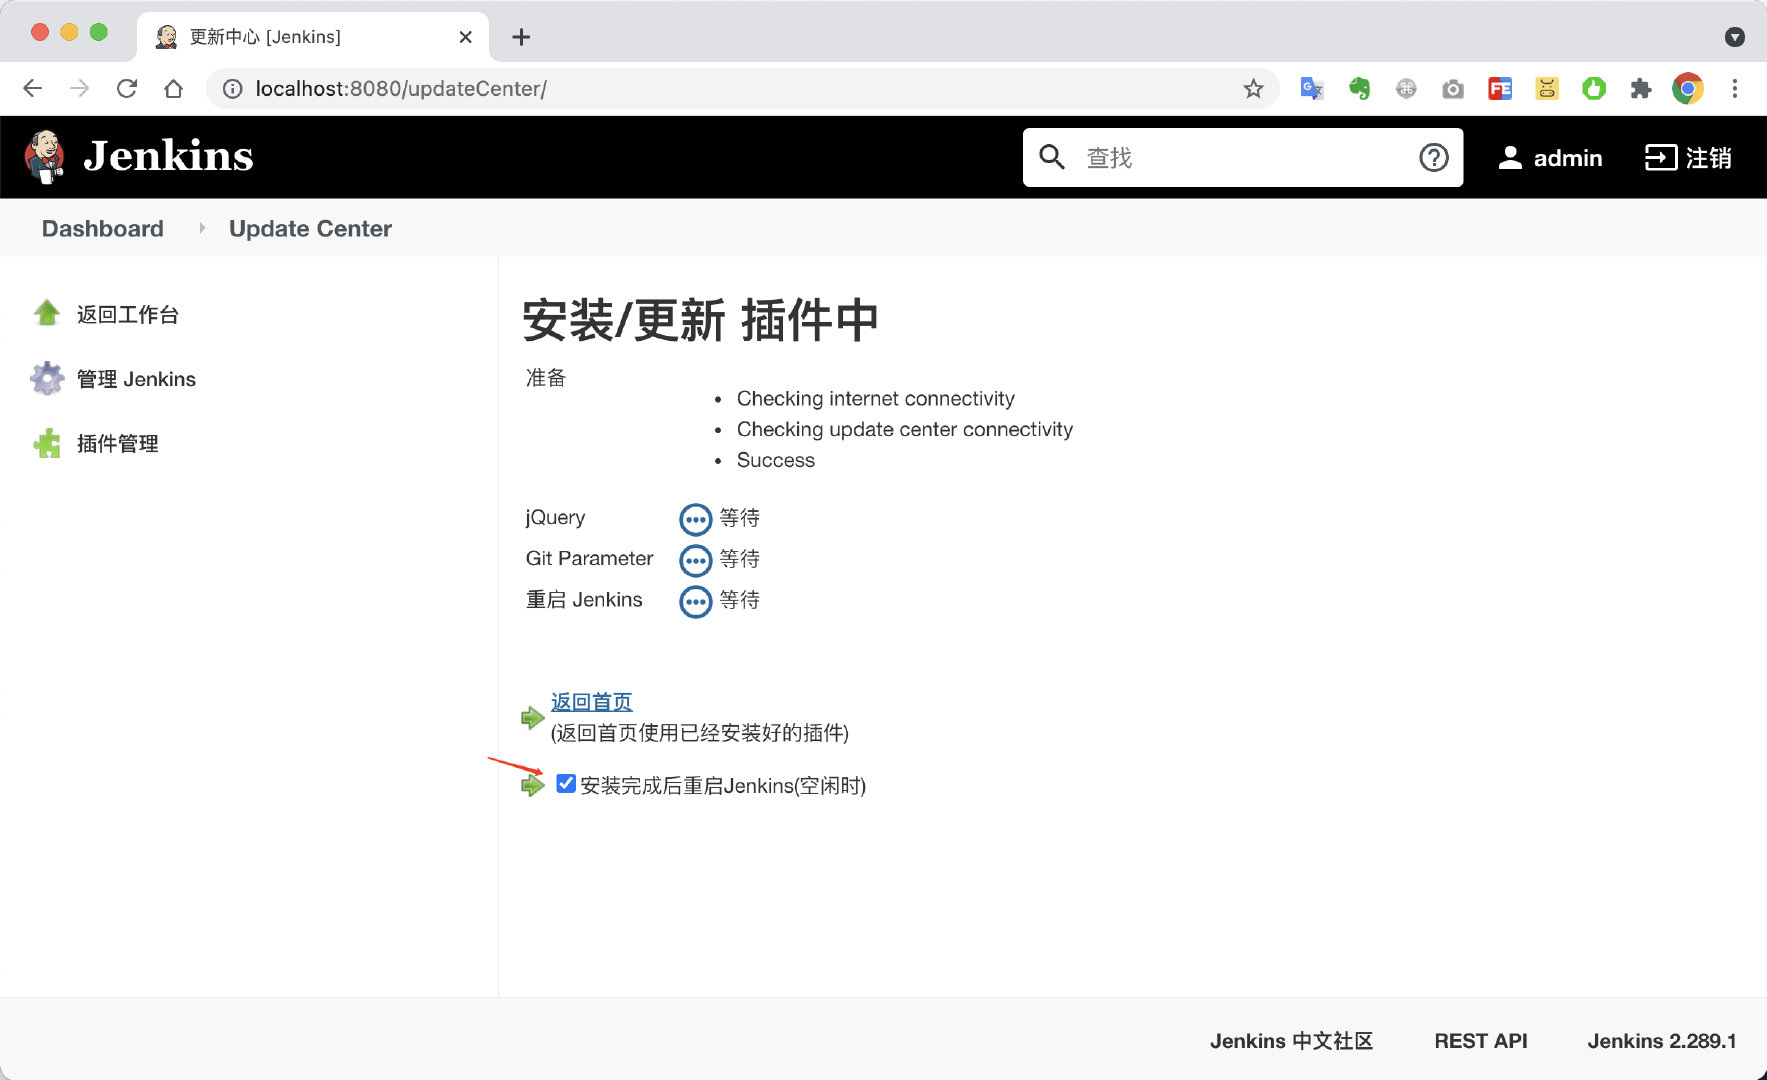 更新中心 [Jenkins]
localhost:8080/updateCenter/
Jenkins
查找
admin
注销
Dashboard
Update Center
返回工作台
管理 Jenkins
插件管理
安装/更新 插件中
准备
Checking internet connectivity
Checking update center connectivity
Success
jQuery 等待
Git Parameter 等待
重启 Jenkins 等待
返回首页
(返回首页使用已经安装好的插件)
安装完成后重启Jenkins(空闲时)
Jenkins 中文社区
REST API
Jenkins 2.289.1